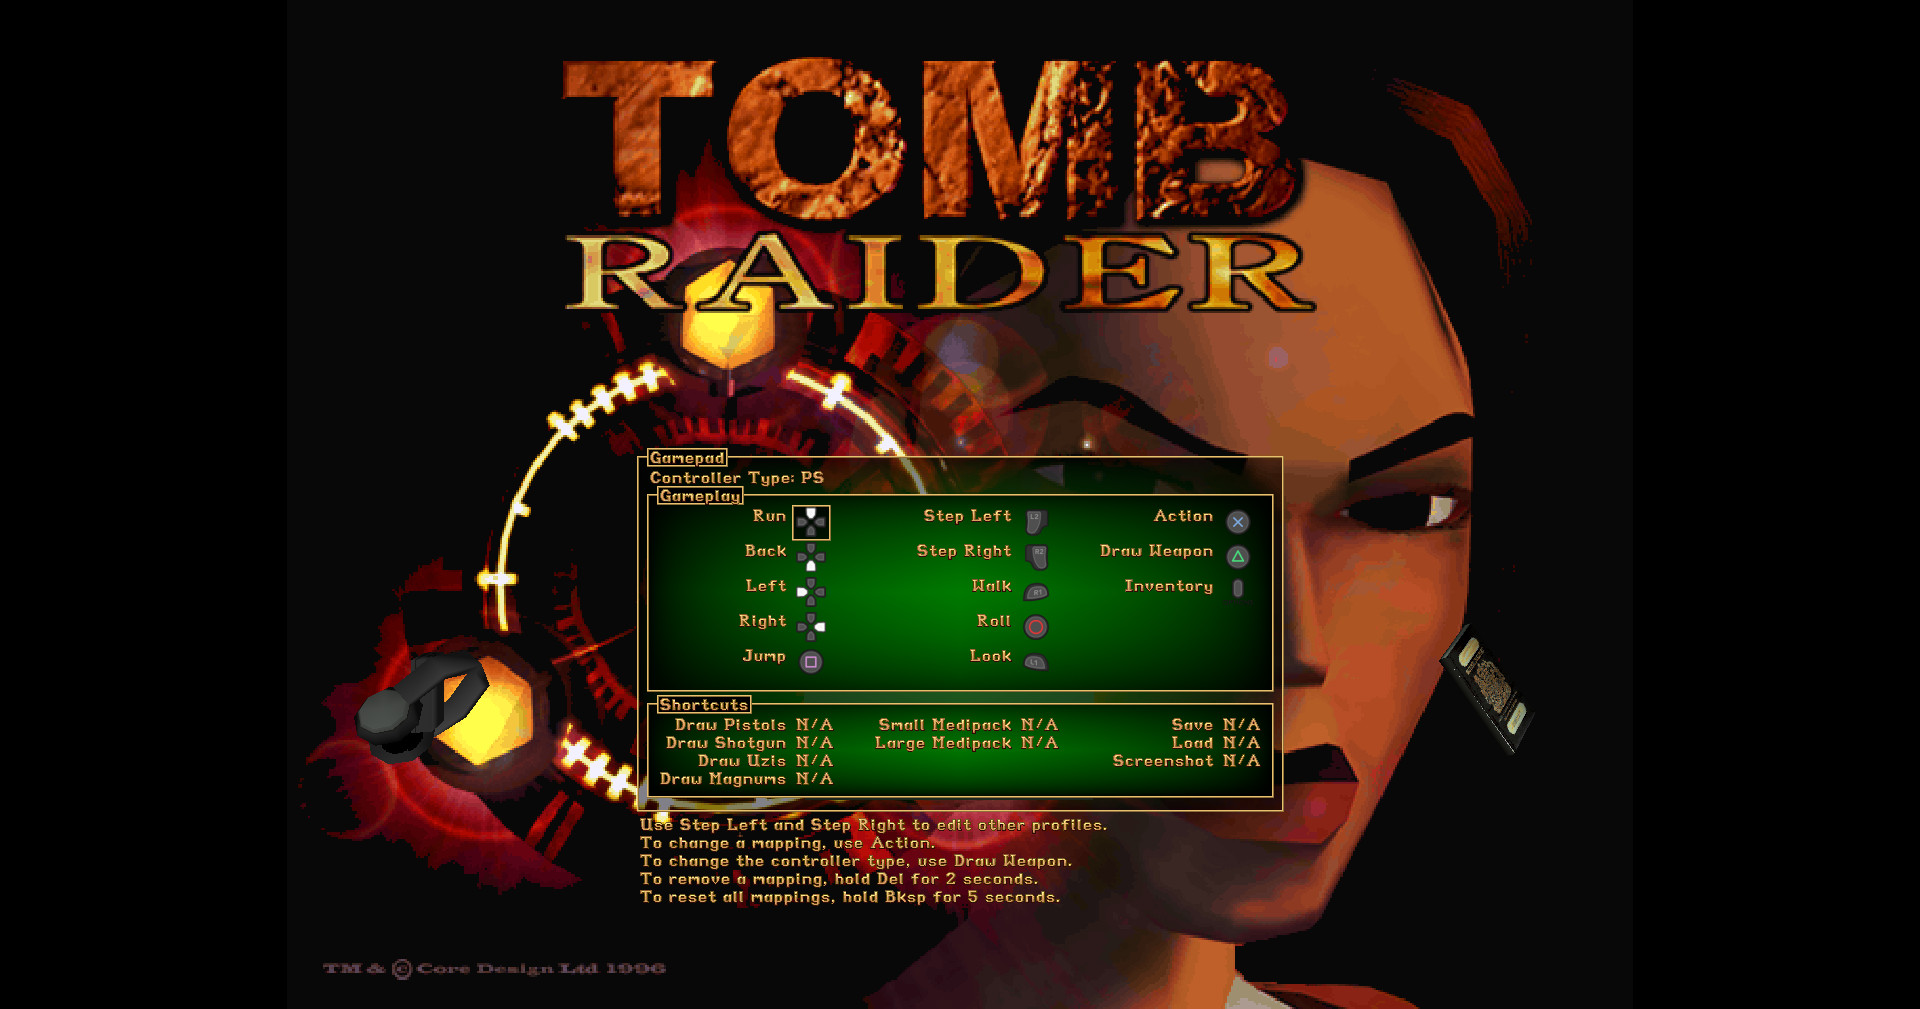 TOMB
RAIDER
Gamepad
Controller Type: PS
Gameplay
Run
Step Left L2
Action
Back
Step Right R2
Draw Weapon
Left
Walk R1
Inventory
Right
Roll
Jump
Look L1
Shortcuts
Draw Pistols N/A
Small Medipack N/A
Save N/A
Draw Shotgun N/A
Large Medipack N/A
Load N/A
Draw Uzis N/A
Screenshot N/A
Draw Magnums N/A
Use Step Left and Step Right to edit other profiles.
To change a mapping, use Action.
To change the controller type, use Draw Weapon.
To remove a mapping, hold Del for 2 seconds.
To reset all mappings, hold Bksp for 5 seconds.
TM & © Core Design Ltd 1996